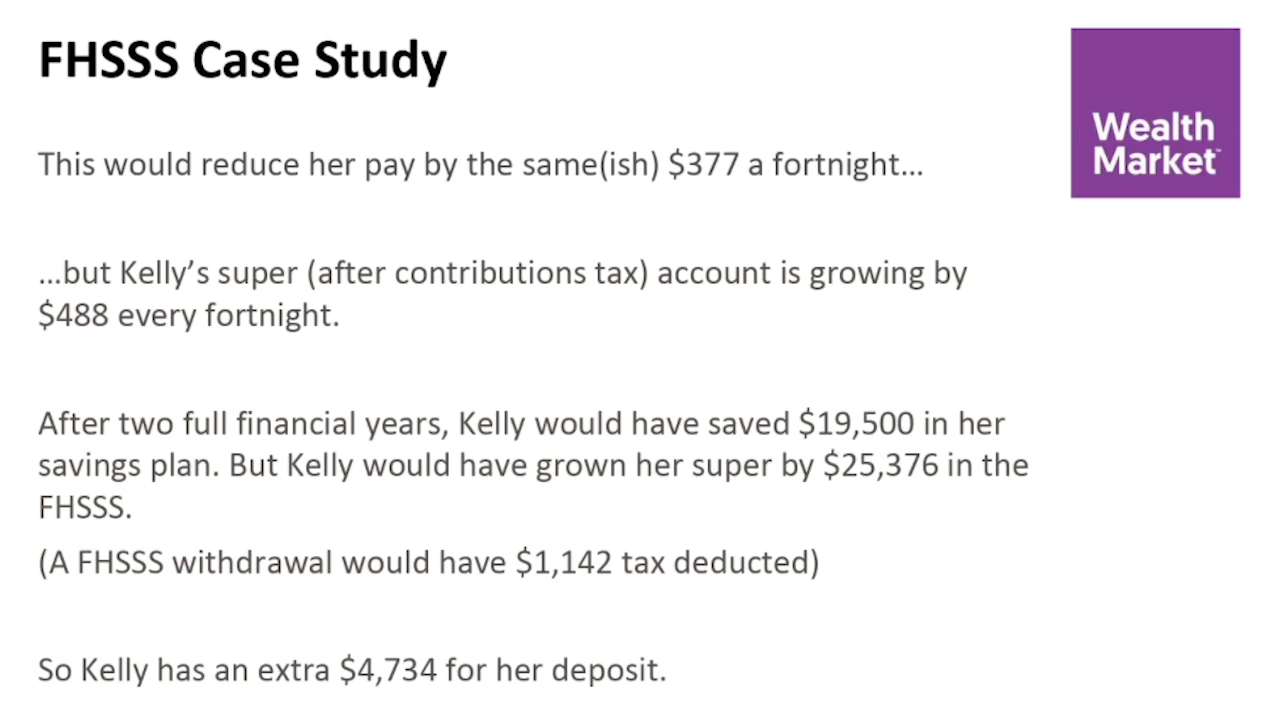 FHSSS Case Study
Wealth
Market™
This would reduce her pay by the same(ish) $377 a fortnight...
...but Kelly’s super (after contributions tax) account is growing by
$488 every fortnight.
After two full financial years, Kelly would have saved $19,500 in her
savings plan. But Kelly would have grown her super by $25,376 in the
FHSSS.
(A FHSSS withdrawal would have $1,142 tax deducted)
So Kelly has an extra $4,734 for her deposit.